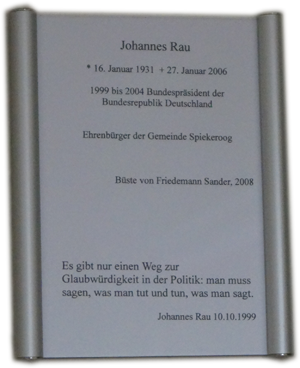 Johannes Rau
* 16. Januar 1931 + 27. Januar 2006
1999 bis 2004 Bundespräsident der
Bundesrepublik Deutschland
Ehrenbürger der Gemeinde Spiekeroog
Büste von Friedemann Sander, 2008
Es gibt nur einen Weg zur
Glaubwürdigkeit in der Politik: man muss
sagen, was man tut und tun, was man sagt.
Johannes Rau 10.10.1999